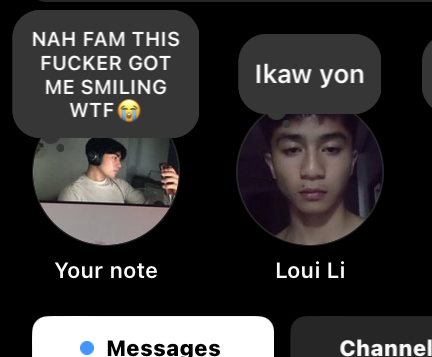 NAH FAM THIS
FUCKER GOT
ME SMILING
WTF😭
Ikaw yon
Your note
Loui Li
Messages
Channel